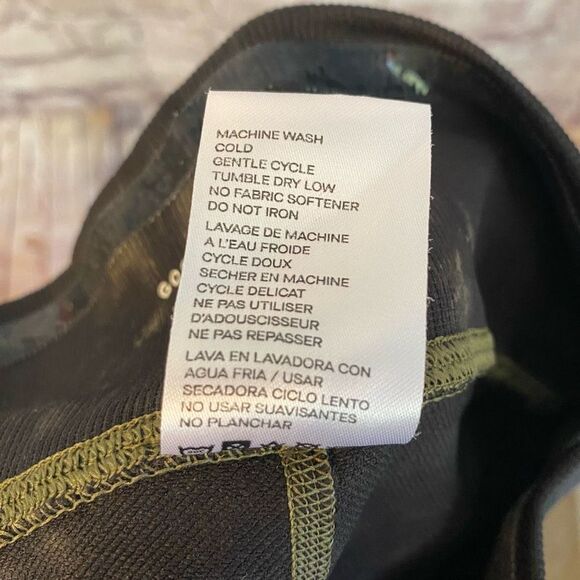 MACHINE WASH
COLD
GENTLE CYCLE
TUMBLE DRY LOW
NO FABRIC SOFTENER
DO NOT IRON
LAVAGE DE MACHINE
A L'EAU FROIDE
CYCLE DOUX
SECHER EN MACHINE
CYCLE DELICAT
NE PAS UTILISER
D'ADOUSCISSEUR
NE PAS REPASSER
LAVA EN LAVADORA CON
AGUA FRIA / USAR
SECADORA CICLO LENTO
NO USAR SUAVISANTES
NO PLANCHAR